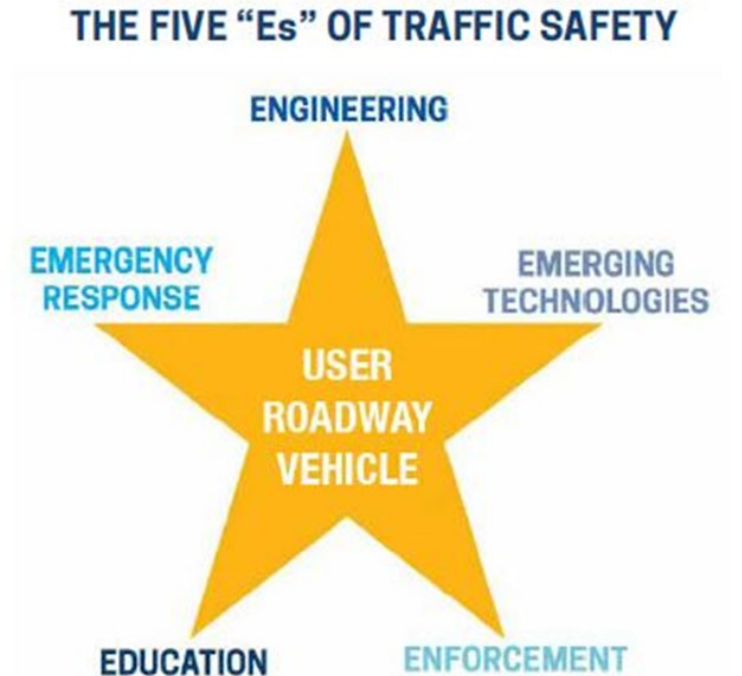 THE FIVE “Es” OF TRAFFIC SAFETY
ENGINEERING
EMERGENCY
RESPONSE
EMERGING
TECHNOLOGIES
USER
ROADWAY
VEHICLE
EDUCATION
ENFORCEMENT